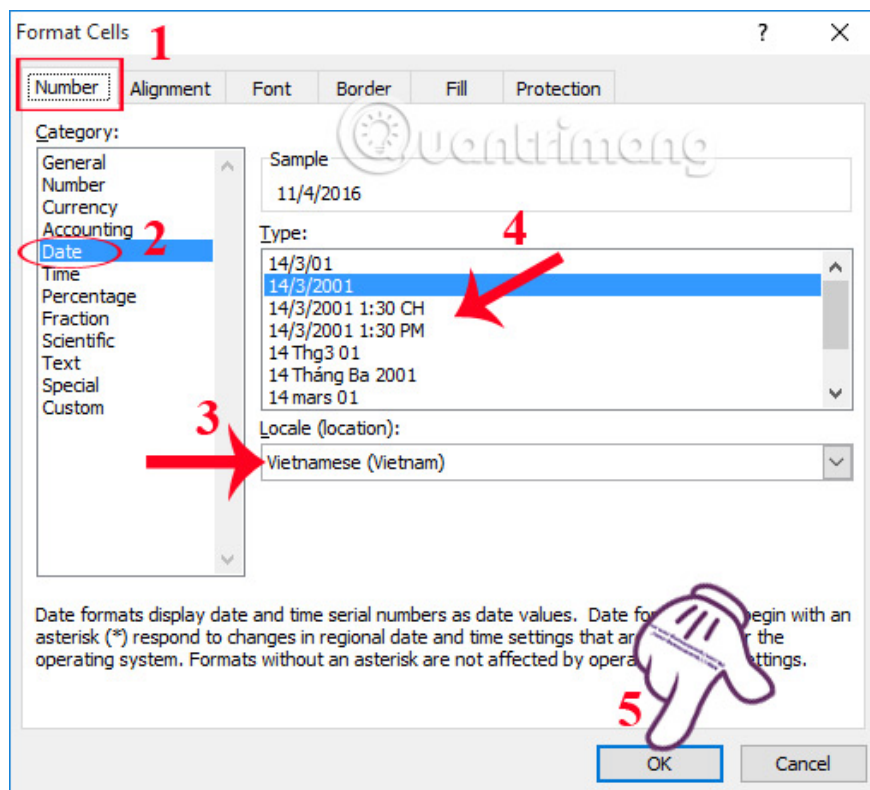 Format Cells ? X
1
Number Alignment Font Border Fill Protection
Quantrimang
Category:
General
Number
Currency
Accounting
Date
Time
Percentage
Fraction
Scientific
Text
Special
Custom
2
Sample
11/4/2016
Type:
4
14/3/01
14/3/2001
14/3/2001 1:30 CH
14/3/2001 1:30 PM
14 Thg3 01
14 Tháng Ba 2001
14 mars 01
3
Locale (location):
Vietnamese (Vietnam)
Date formats display date and time serial numbers as date values. Date begin with an
asterisk (*) respond to changes in regional date and time settings that the
operating system. Formats without an asterisk are not affected by settings.
5
OK Cancel